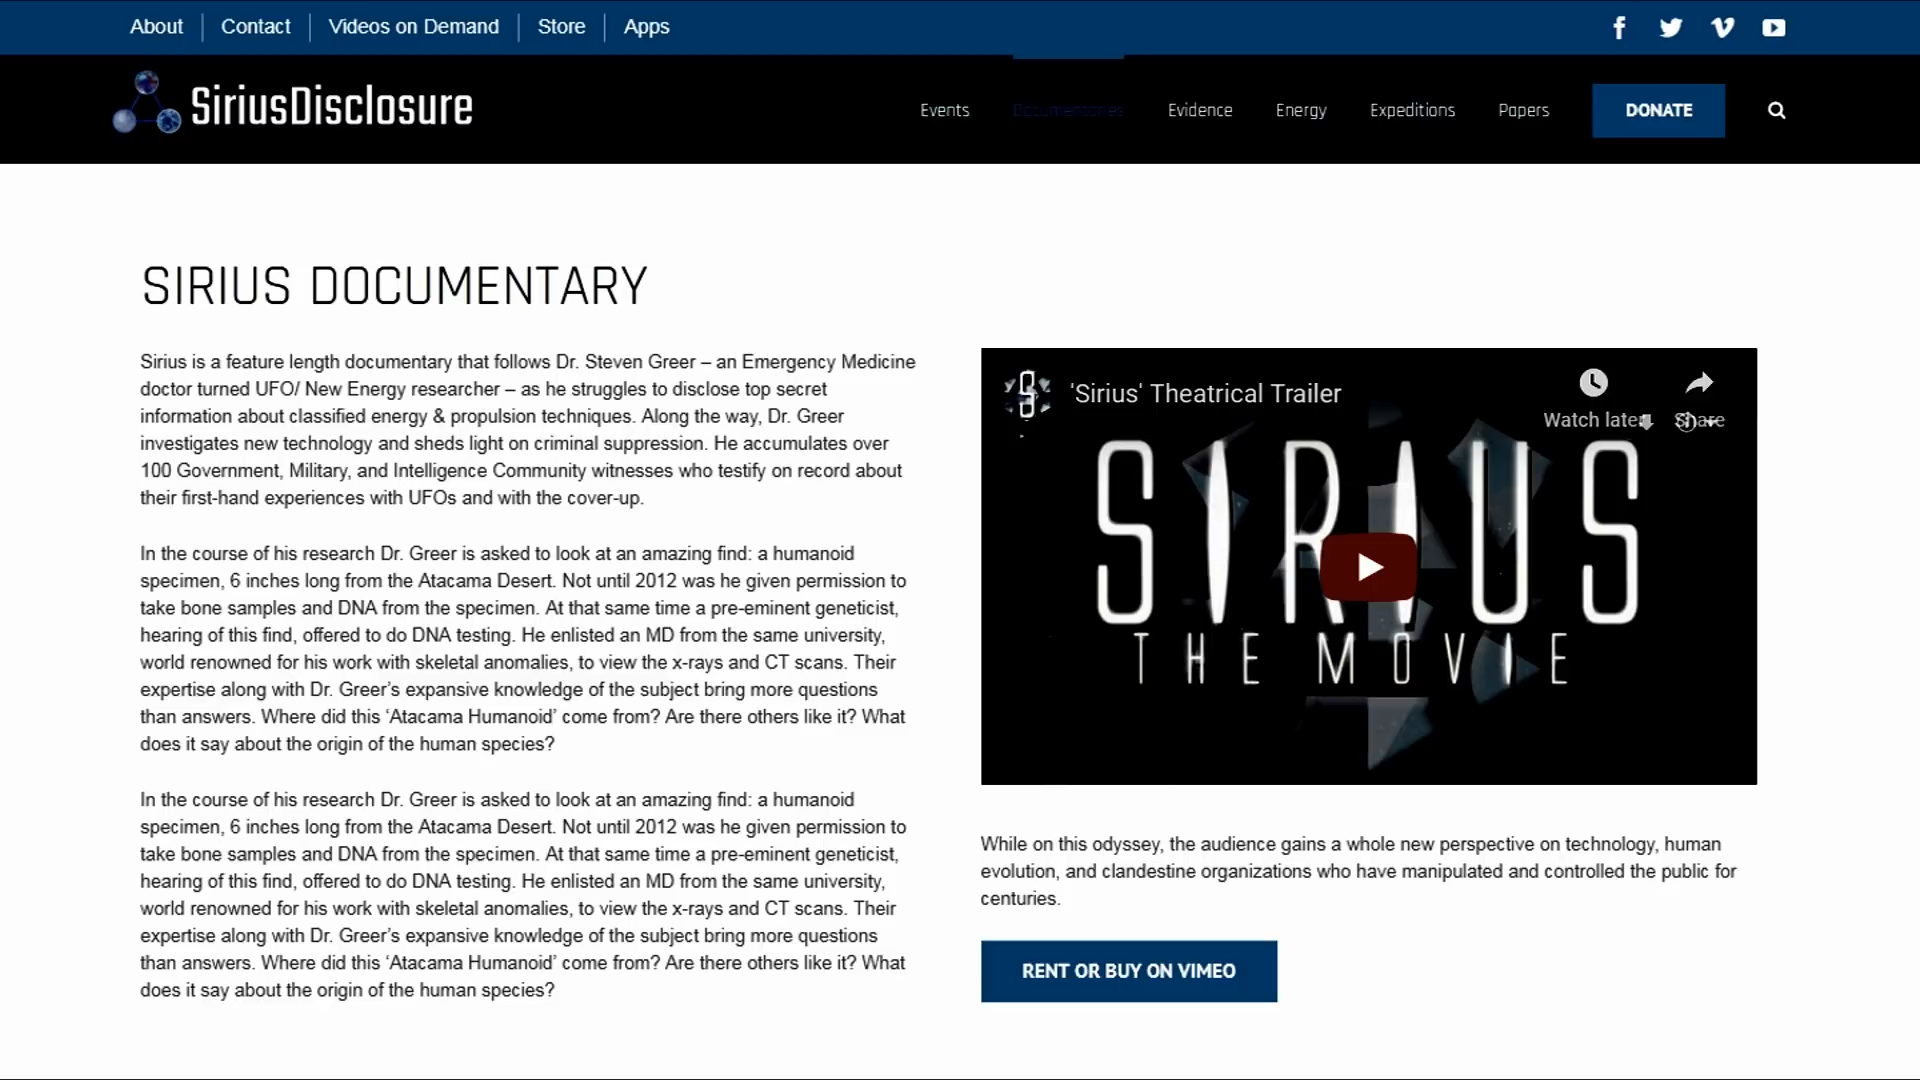 About
Contact
Videos on Demand
Store
Apps
SiriusDisclosure
Events
Documentaries
Evidence
Energy
Expeditions
Papers
DONATE
SIRIUS DOCUMENTARY
Sirius is a feature length documentary that follows Dr. Steven Greer – an Emergency Medicine
doctor turned UFO/ New Energy researcher – as he struggles to disclose top secret
information about classified energy & propulsion techniques. Along the way, Dr. Greer
investigates new technology and sheds light on criminal suppression. He accumulates over
100 Government, Military, and Intelligence Community witnesses who testify on record about
their first-hand experiences with UFOs and with the cover-up.
In the course of his research Dr. Greer is asked to look at an amazing find: a humanoid
specimen, 6 inches long from the Atacama Desert. Not until 2012 was he given permission to
take bone samples and DNA from the specimen. At that same time a pre-eminent geneticist,
hearing of this find, offered to do DNA testing. He enlisted an MD from the same university,
world renowned for his work with skeletal anomalies, to view the x-rays and CT scans. Their
expertise along with Dr. Greer’s expansive knowledge of the subject bring more questions
than answers. Where did this ‘Atacama Humanoid’ come from? Are there others like it? What
does it say about the origin of the human species?
In the course of his research Dr. Greer is asked to look at an amazing find: a humanoid
specimen, 6 inches long from the Atacama Desert. Not until 2012 was he given permission to
take bone samples and DNA from the specimen. At that same time a pre-eminent geneticist,
hearing of this find, offered to do DNA testing. He enlisted an MD from the same university,
world renowned for his work with skeletal anomalies, to view the x-rays and CT scans. Their
expertise along with Dr. Greer’s expansive knowledge of the subject bring more questions
than answers. Where did this ‘Atacama Humanoid’ come from? Are there others like it? What
does it say about the origin of the human species?
'Sirius' Theatrical Trailer
Watch later
Share
SIRIUS
THE MOVIE
While on this odyssey, the audience gains a whole new perspective on technology, human
evolution, and clandestine organizations who have manipulated and controlled the public for
centuries.
RENT OR BUY ON VIMEO